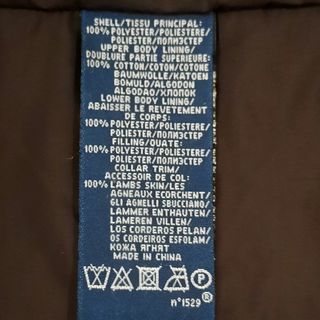 SHELL/TISSU PRINCIPAL:
100% POLYESTER/POLIESTERE/
POLIESTER/ПОЛИЭСТЕР
UPPER BODY LINING/
DOUBLURE PARTIE SUPERIEURE:
100% COTTON/COTON/COTONE
BAUMWOLLE/KATOEN
BOMULD/ALGODON
ALGODAO/ХЛОПОК
LOWER BODY LINING/
ABAISSER LE REVETEMENT
DE CORPS:
100% POLYESTER/POLIESTERE/
POLIESTER/ПОЛИЭСТЕР
FILLING/OUATE:
100% POLYESTER/POLIESTERE/
POLIESTER/ПОЛИЭСТЕР
COLLAR TRIM/
ACCESSOIR DE COL:
100% LAMBS SKIN/LES
AGNEAUX ECORCHENT/
GLI AGNELLI SBUCCIANO/
LAMMER ENTHAUTEN/
LAMEREN VILLEN/
LOS CORDEROS PELAN/
OS CORDEIROS ESFOLAM/
КОЖА ЯГНЯТ
MADE IN CHINA
P
n°1529 ®